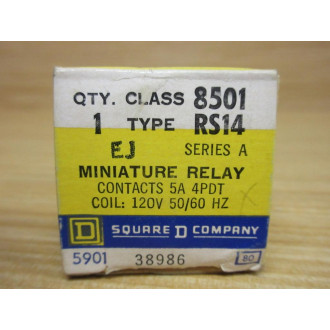 QTY. CLASS 8501
1 TYPE RS14
EJ SERIES A
MINIATURE RELAY
CONTACTS 5A 4PDT
COIL: 120V 50/60 HZ
D SQUARE D COMPANY
5901 38986 80